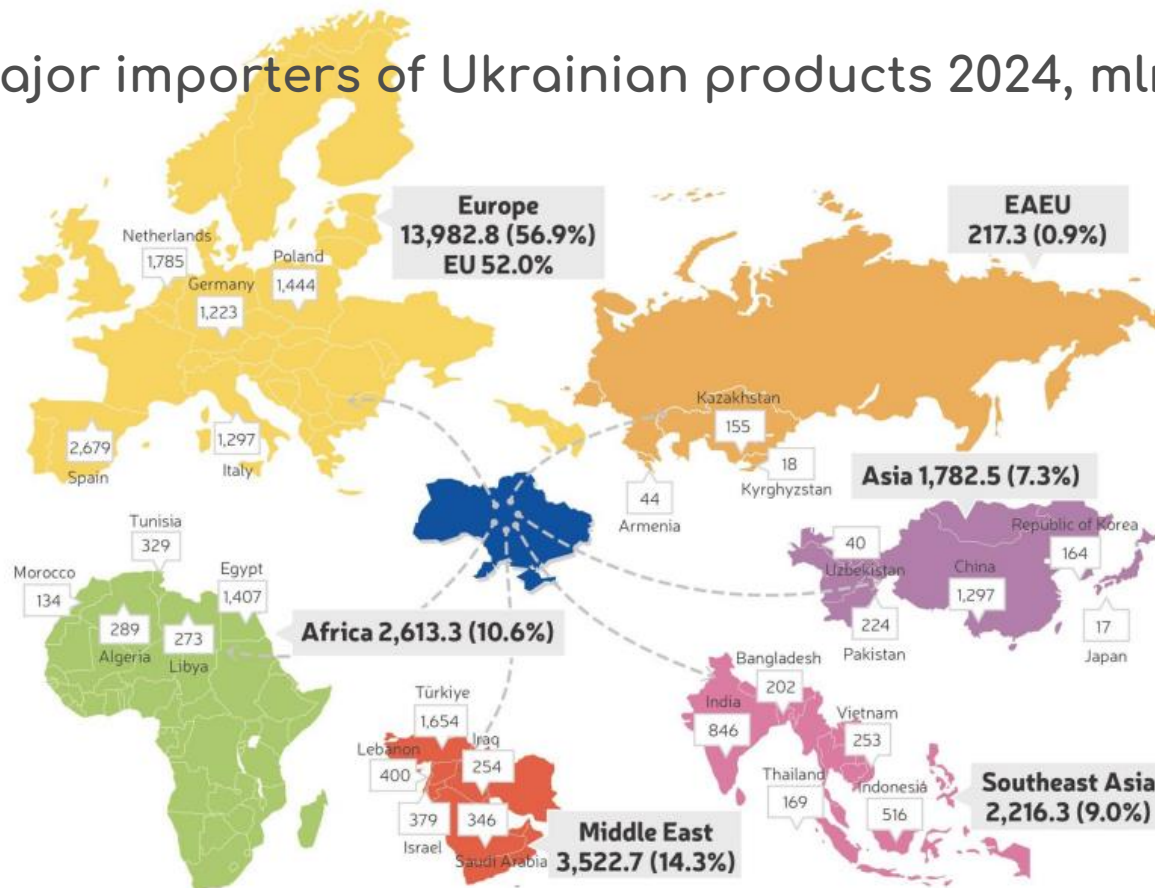 ajor importers of Ukrainian products 2024, mln
Europe
13,982.8 (56.9%)
EU 52.0%
Netherlands
1,785
Germany
1,223
Poland
1,444
2,679
Spain
1,297
Italy
EAEU
217.3 (0.9%)
Kazakhstan
155
18
Kyrghyzstan
44
Armenia
Asia 1,782.5 (7.3%)
Republic of Korea
164
40
Uzbekistan
China
1,297
224
Pakistan
17
Japan
Tunisia
329
Morocco
134
Egypt
1,407
289
Algeria
273
Libya
Africa 2,613.3 (10.6%)
Türkiye
1,654
Iraq
254
Lebanon
400
379
Israel
346
Saudi Arabia
Middle East
3,522.7 (14.3%)
Bangladesh
202
India
846
Vietnam
253
Thailand
169
Indonesia
516
Southeast Asia
2,216.3 (9.0%)